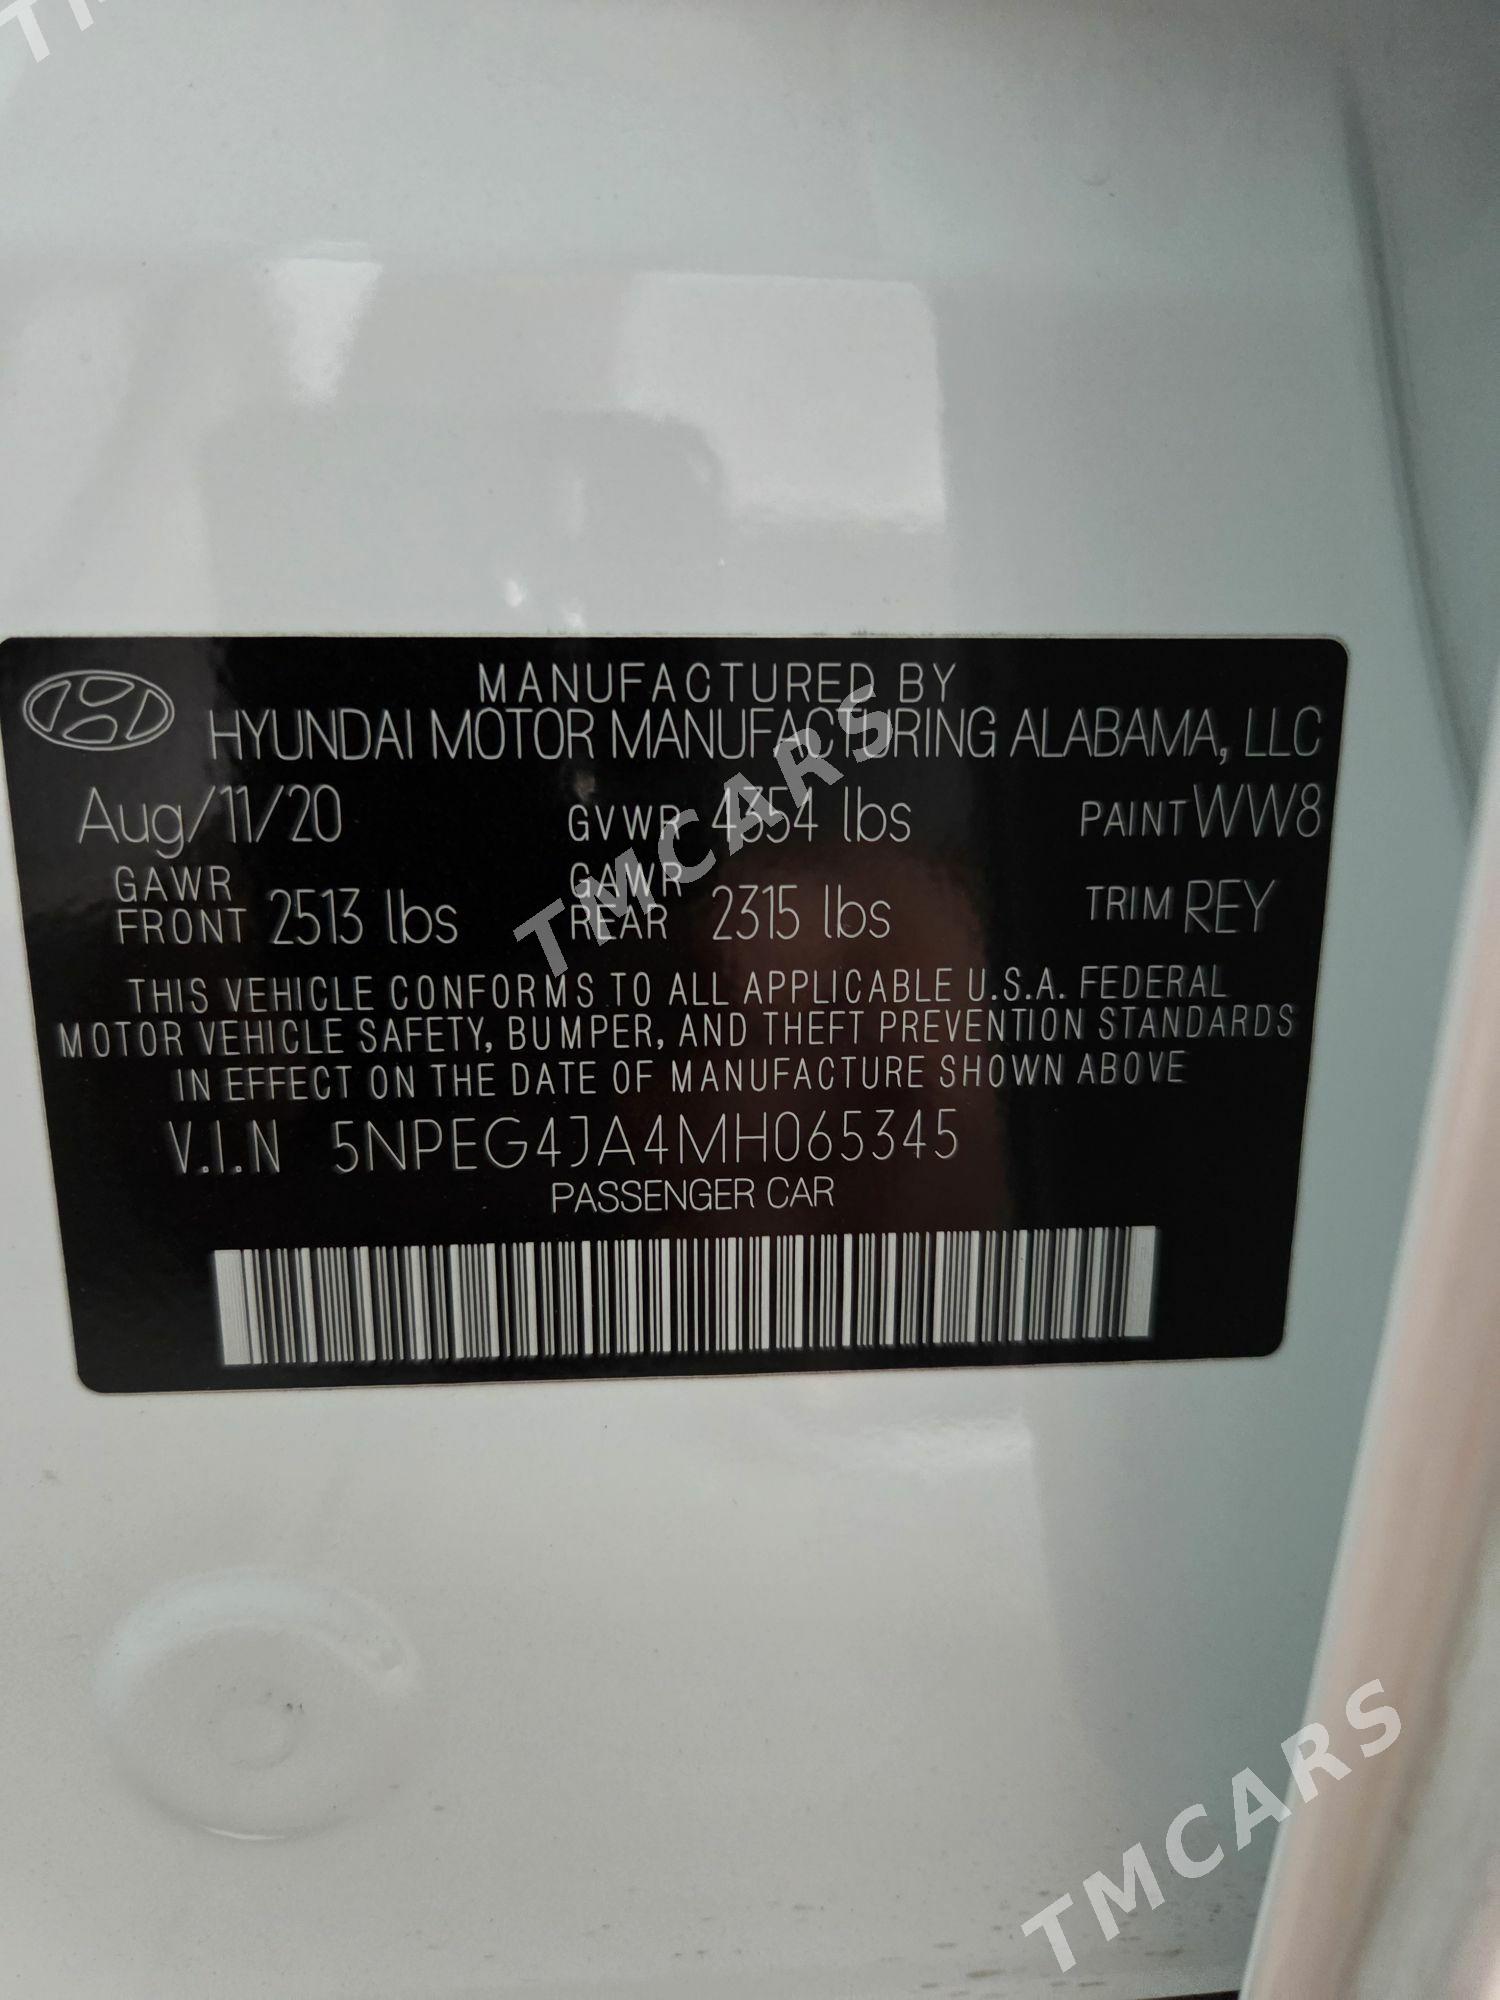 MANUFACTURED BY
HYUNDAI MOTOR MANUFACTURING ALABAMA, LLC
Aug/11/20 GVWR 4354 lbs PAINT WW8
GAWR FRONT 2513 lbs GAWR REAR 2315 lbs TRIM REY
THIS VEHICLE CONFORMS TO ALL APPLICABLE U.S.A. FEDERAL
MOTOR VEHICLE SAFETY, BUMPER, AND THEFT PREVENTION STANDARDS
IN EFFECT ON THE DATE OF MANUFACTURE SHOWN ABOVE
V.I.N 5NPEG4JA4MH065345
PASSENGER CAR
TMCARS
TMCARS